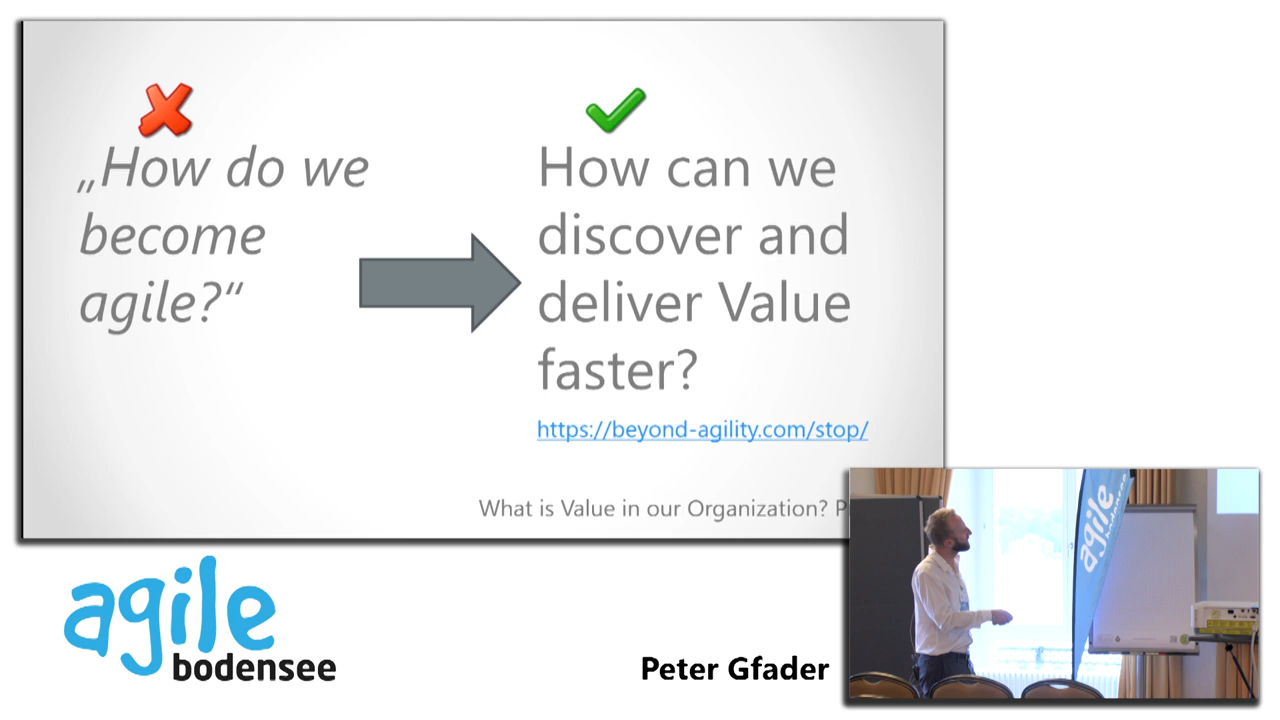 „How do we
become
agile?“
How can we
discover and
deliver Value
faster?
https://beyond-agility.com/stop/
What is Value in our Organization? P
agile
bodensee
Peter Gfader
agile
bodensee